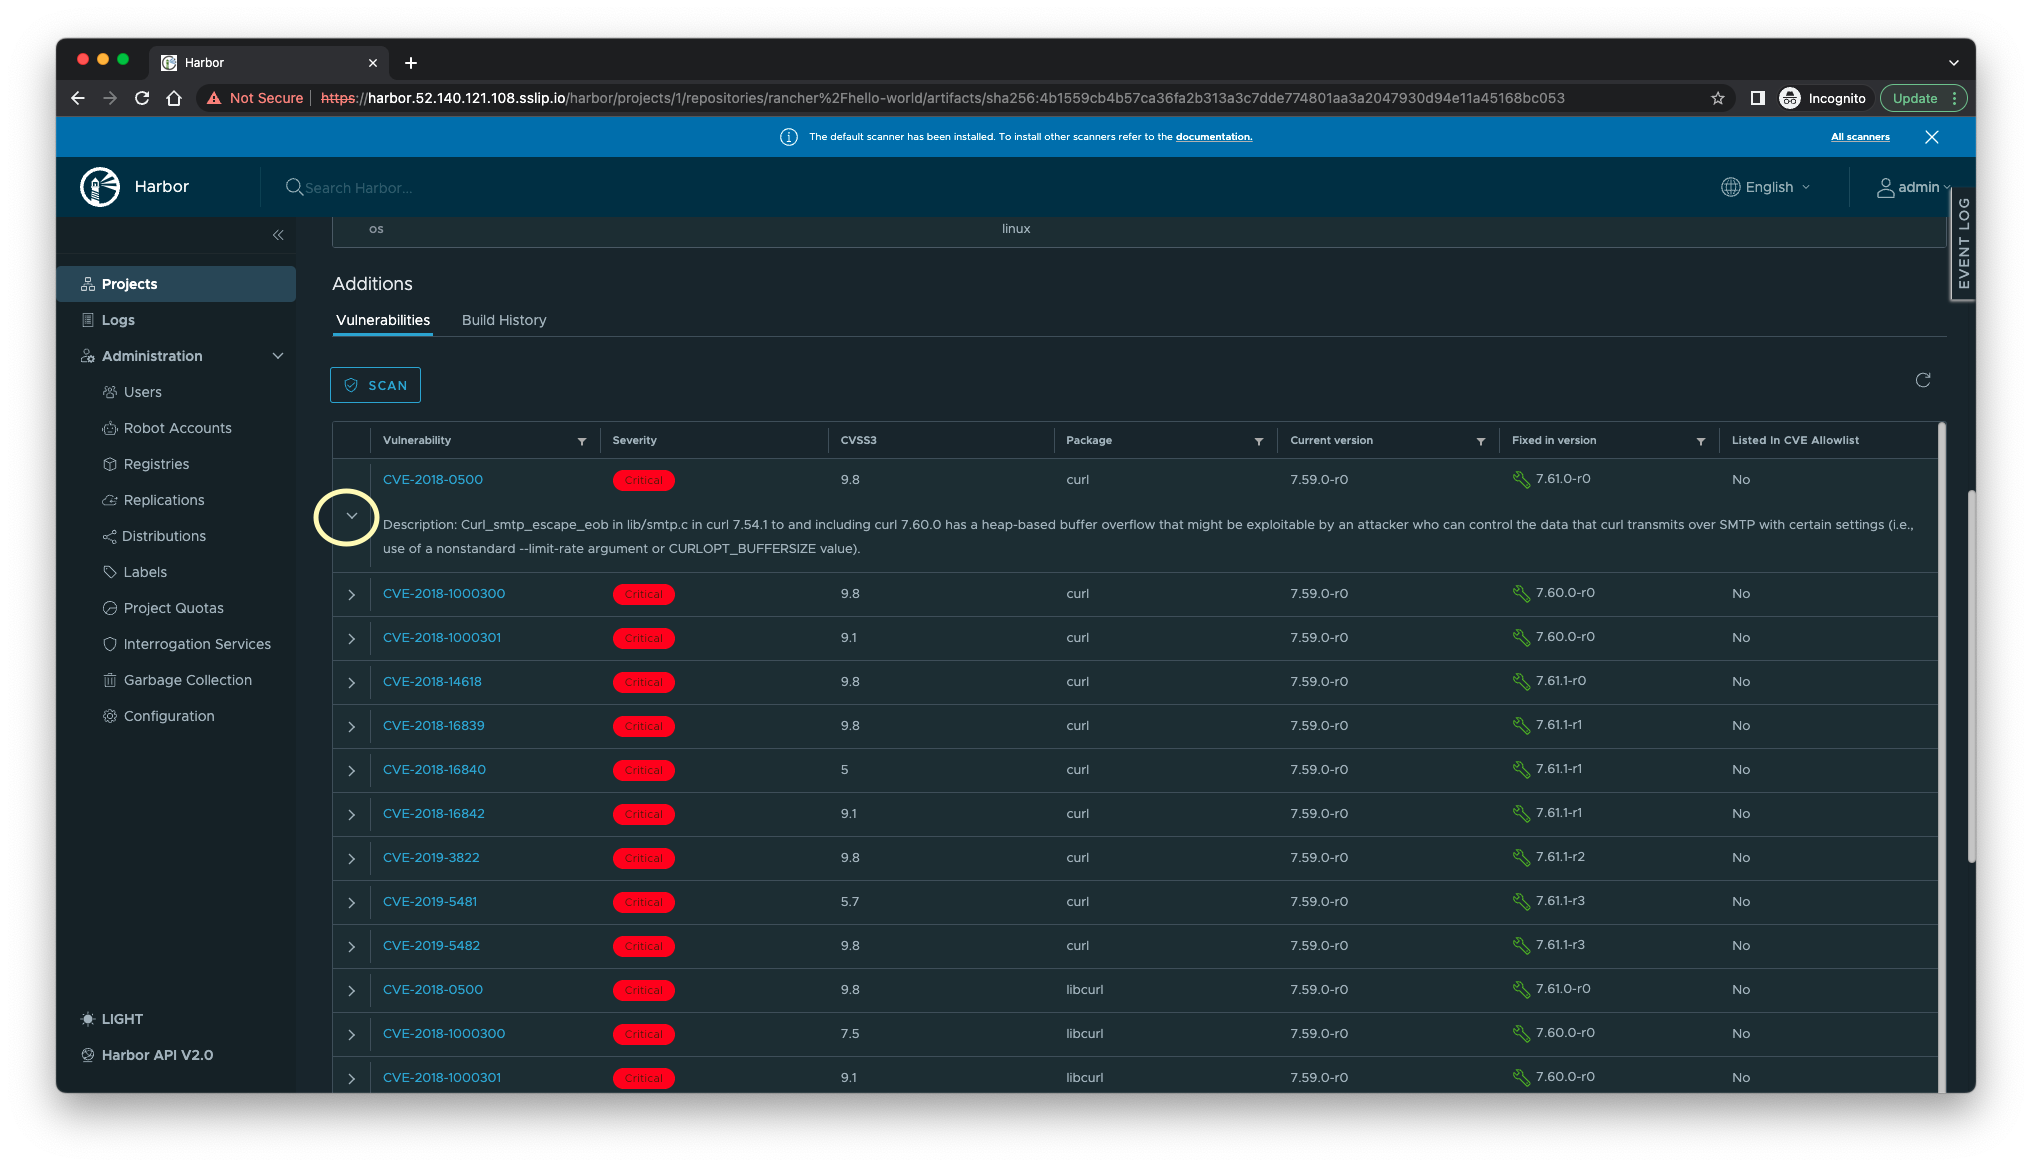 Harbor
Not Secure https://harbor.52.140.121.108.sslip.io/harbor/projects/1/repositories/rancher%2Fhello-world/artifacts/sha256:4b1559cb4b57ca36fa2b313a3c7dde774801aa3a2047930d94e11a45168bc053 Incognito Update
The default scanner has been installed. To install other scanners refer to the documentation. All scanners
Harbor Search Harbor... English admin
EVENT LOG
os linux
Additions
Projects
Vulnerabilities Build History
Logs
Administration
Users
SCAN
Robot Accounts
Registries
Replications
Distributions
Labels
Project Quotas
Interrogation Services
Garbage Collection
Configuration
LIGHT
Harbor API V2.0
Vulnerability Severity CVSS3 Package Current version Fixed in version Listed In CVE Allowlist
CVE-2018-0500 Critical 9.8 curl 7.59.0-r0 7.61.0-r0 No
Description: Curl_smtp_escape_eob in lib/smtp.c in curl 7.54.1 to and including curl 7.60.0 has a heap-based buffer overflow that might be exploitable by an attacker who can control the data that curl transmits over SMTP with certain settings (i.e.,
use of a nonstandard --limit-rate argument or CURLOPT_BUFFERSIZE value).
CVE-2018-1000300 Critical 9.8 curl 7.59.0-r0 7.60.0-r0 No
CVE-2018-1000301 Critical 9.1 curl 7.59.0-r0 7.60.0-r0 No
CVE-2018-14618 Critical 9.8 curl 7.59.0-r0 7.61.1-r0 No
CVE-2018-16839 Critical 9.8 curl 7.59.0-r0 7.61.1-r1 No
CVE-2018-16840 Critical 5 curl 7.59.0-r0 7.61.1-r1 No
CVE-2018-16842 Critical 9.1 curl 7.59.0-r0 7.61.1-r1 No
CVE-2019-3822 Critical 9.8 curl 7.59.0-r0 7.61.1-r2 No
CVE-2019-5481 Critical 5.7 curl 7.59.0-r0 7.61.1-r3 No
CVE-2019-5482 Critical 9.8 curl 7.59.0-r0 7.61.1-r3 No
CVE-2018-0500 Critical 9.8 libcurl 7.59.0-r0 7.61.0-r0 No
CVE-2018-1000300 Critical 7.5 libcurl 7.59.0-r0 7.60.0-r0 No
CVE-2018-1000301 Critical 9.1 libcurl 7.59.0-r0 7.60.0-r0 No